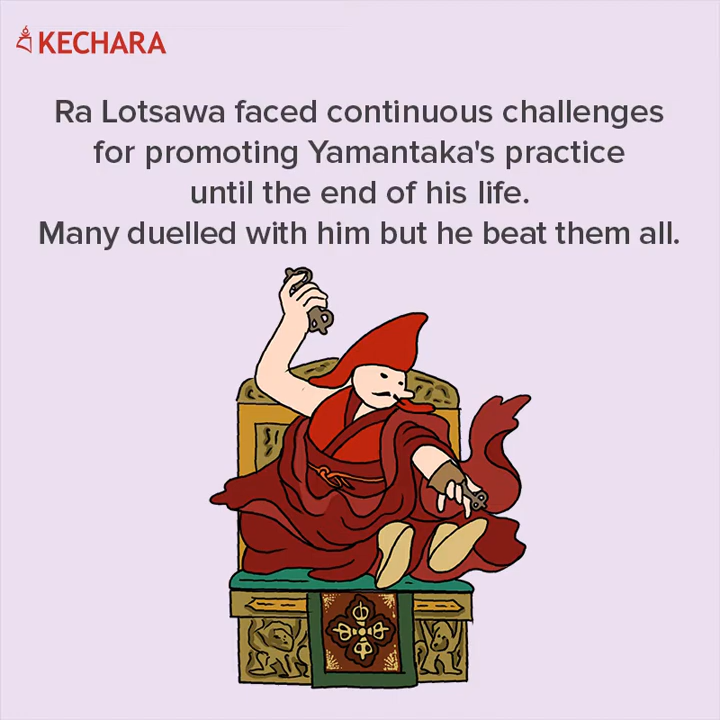 KECHARA
Ra Lotsawa faced continuous challenges
for promoting Yamantaka's practice
until the end of his life.
Many duelled with him but he beat them all.